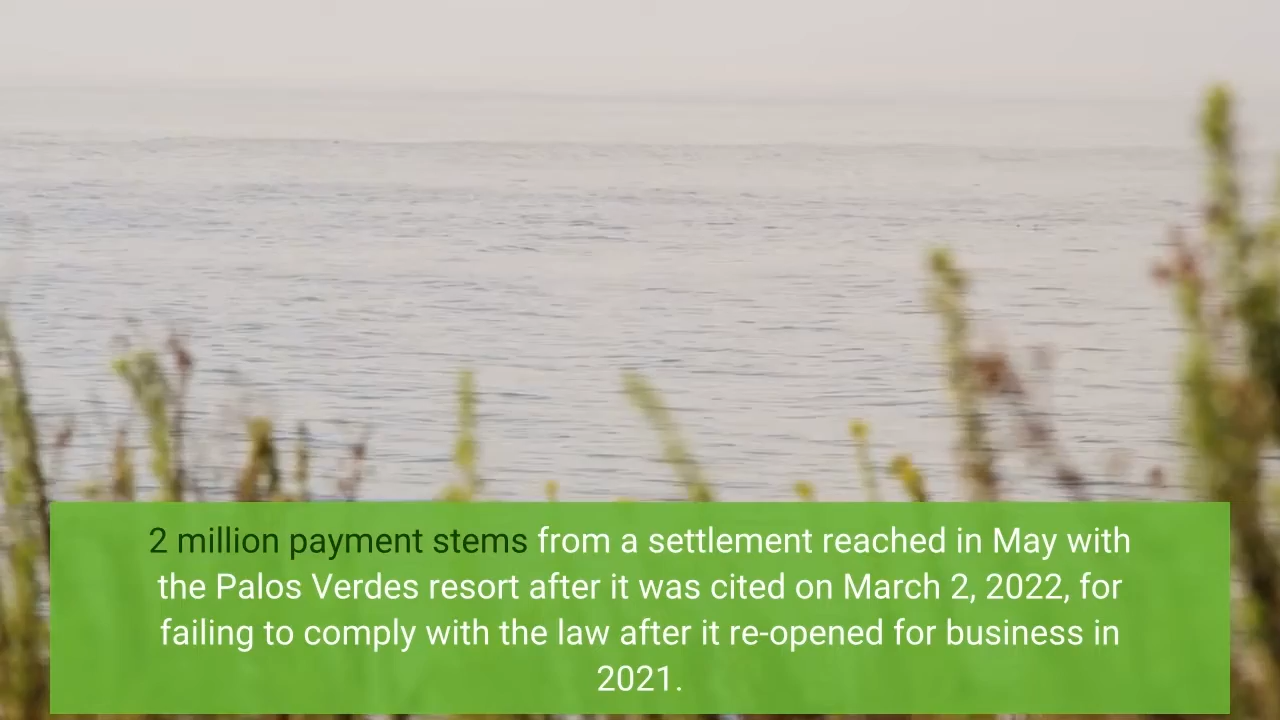 2 million payment stems from a settlement reached in May with
the Palos Verdes resort after it was cited on March 2, 2022, for
failing to comply with the law after it re-opened for business in
2021.